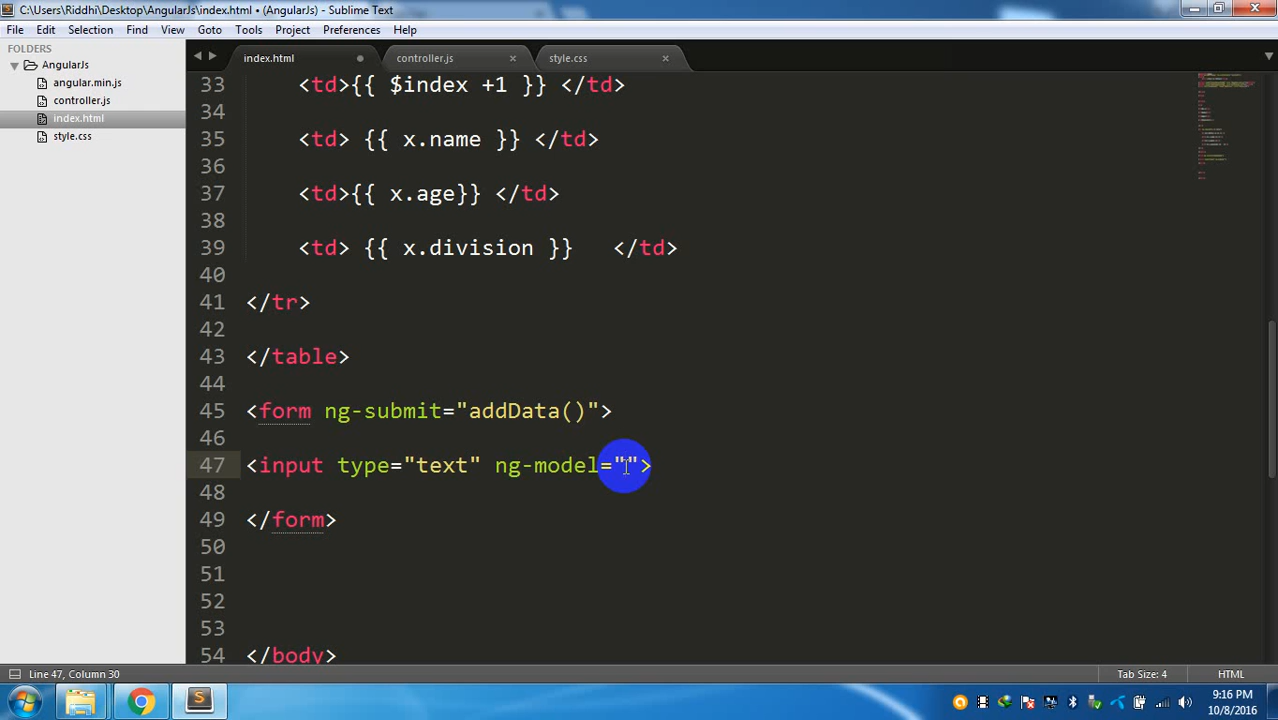 C:\Users\Riddhi\Desktop\AngularJs\index.html • (AngularJs) - Sublime Text
File Edit Selection Find View Goto Tools Project Preferences Help
FOLDERS
AngularJs
angular.min.js
controller.js
index.html
style.css
index.html controller.js style.css
33 <td>{{ $index +1 }} </td>
34
35 <td> {{ x.name }} </td>
36
37 <td>{{ x.age}} </td>
38
39 <td> {{ x.division }} </td>
40
41 </tr>
42
43 </table>
44
45 <form ng-submit="addData()">
46
47 <input type="text" ng-model="">
48
49 </form>
50
51
52
53
54 </body>
Line 47, Column 30 Tab Size: 4 HTML
9:16 PM
10/8/2016